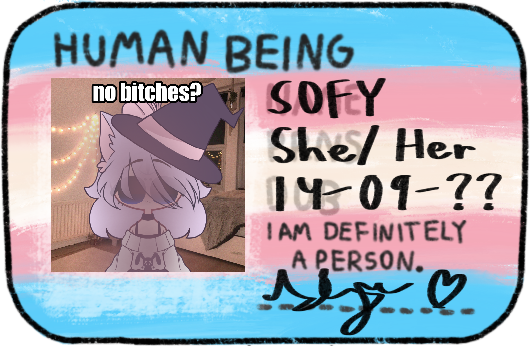 HUMAN BEING
no bitches?
SOFY
She/Her
14-09-??
I AM DEFINITELY
A PERSON.